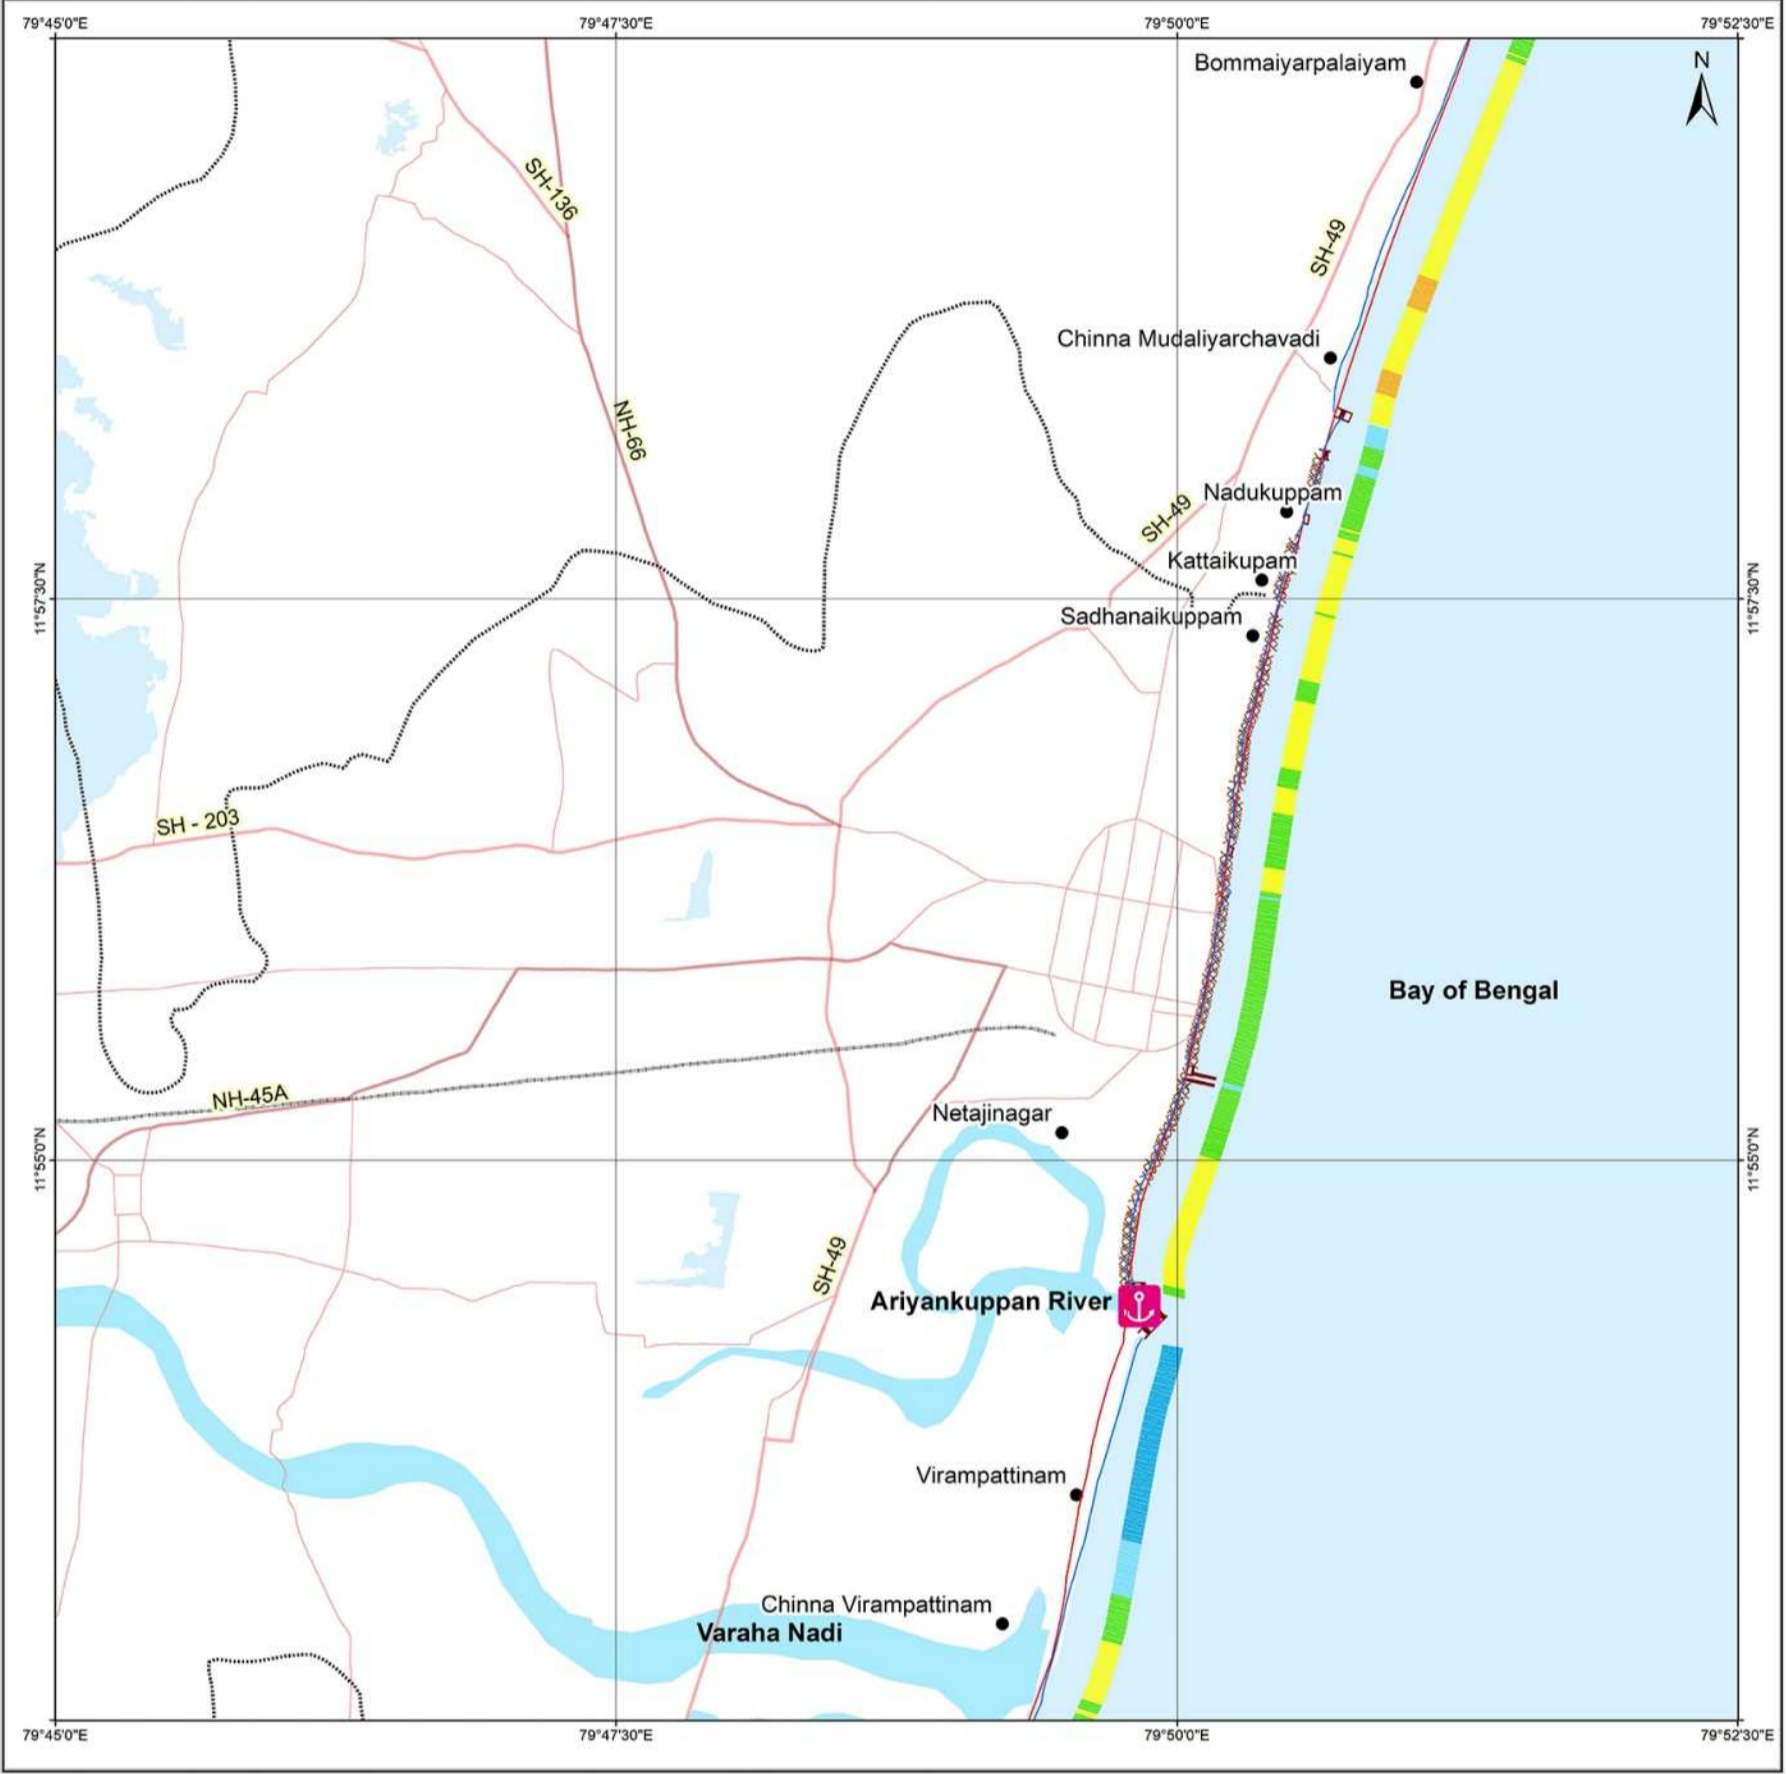 79°45'0"E 79°47'30"E 79°50'0"E 79°52'30"E
N
Bommaiyarpalaiyam
SH-136
SH-49
Chinna Mudaliyarchavadi
NH-66
Nadukuppam
SH-49
Kattaikupam
11°57'30"N 11°57'30"N
Sadhanaikuppam
SH - 203
Bay of Bengal
NH-45A
Netajinagar
11°55'0"N 11°55'0"N
SH-49
Ariyankuppan River
Virampattinam
Chinna Virampattinam
Varaha Nadi
79°45'0"E 79°47'30"E 79°50'0"E 79°52'30"E